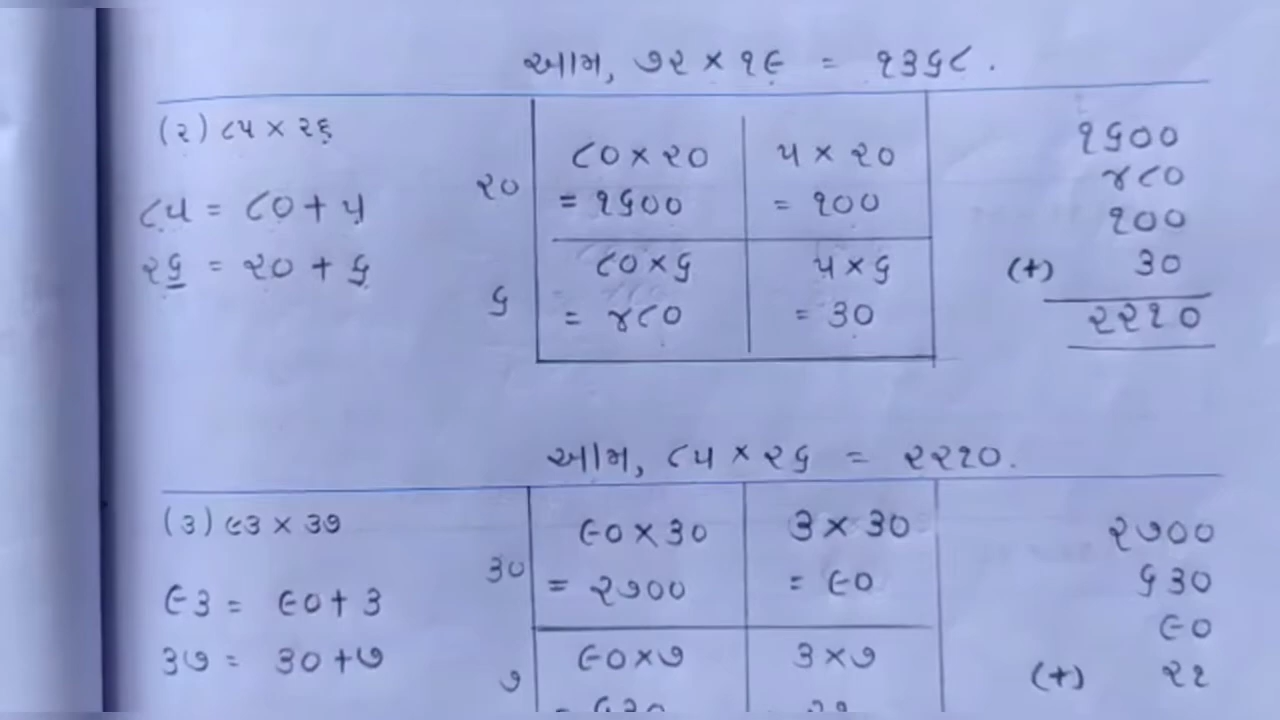 આમ, ૭૨ × ૧૯ = ૧૩૬૮.
(૨) ૮૫ × ૨૬
૮૫ = ૮૦ + ૫
૨૬ = ૨૦ + ૬
૨૦
૬
૮૦ × ૨૦
= ૧૬૦૦
૫ × ૨૦
= ૧૦૦
૮૦ × ૬
= ૪૮૦
૫ × ૬
= ૩૦
૧૬૦૦
૪૮૦
૧૦૦
(+) ૩૦
૨૨૧૦
આમ, ૮૫ × ૨૬ = ૨૨૧૦.
(૩) ૯૩ × ૩૭
૯૩ = ૯૦ + ૩
૩૭ = ૩૦ + ૭
૩૦
૭
૯૦ × ૩૦
= ૨૭૦૦
૩ × ૩૦
= ૯૦
૯૦ × ૭
૩ × ૭
૨૭૦૦
૬૩૦
૯૦
(+) ૨૧